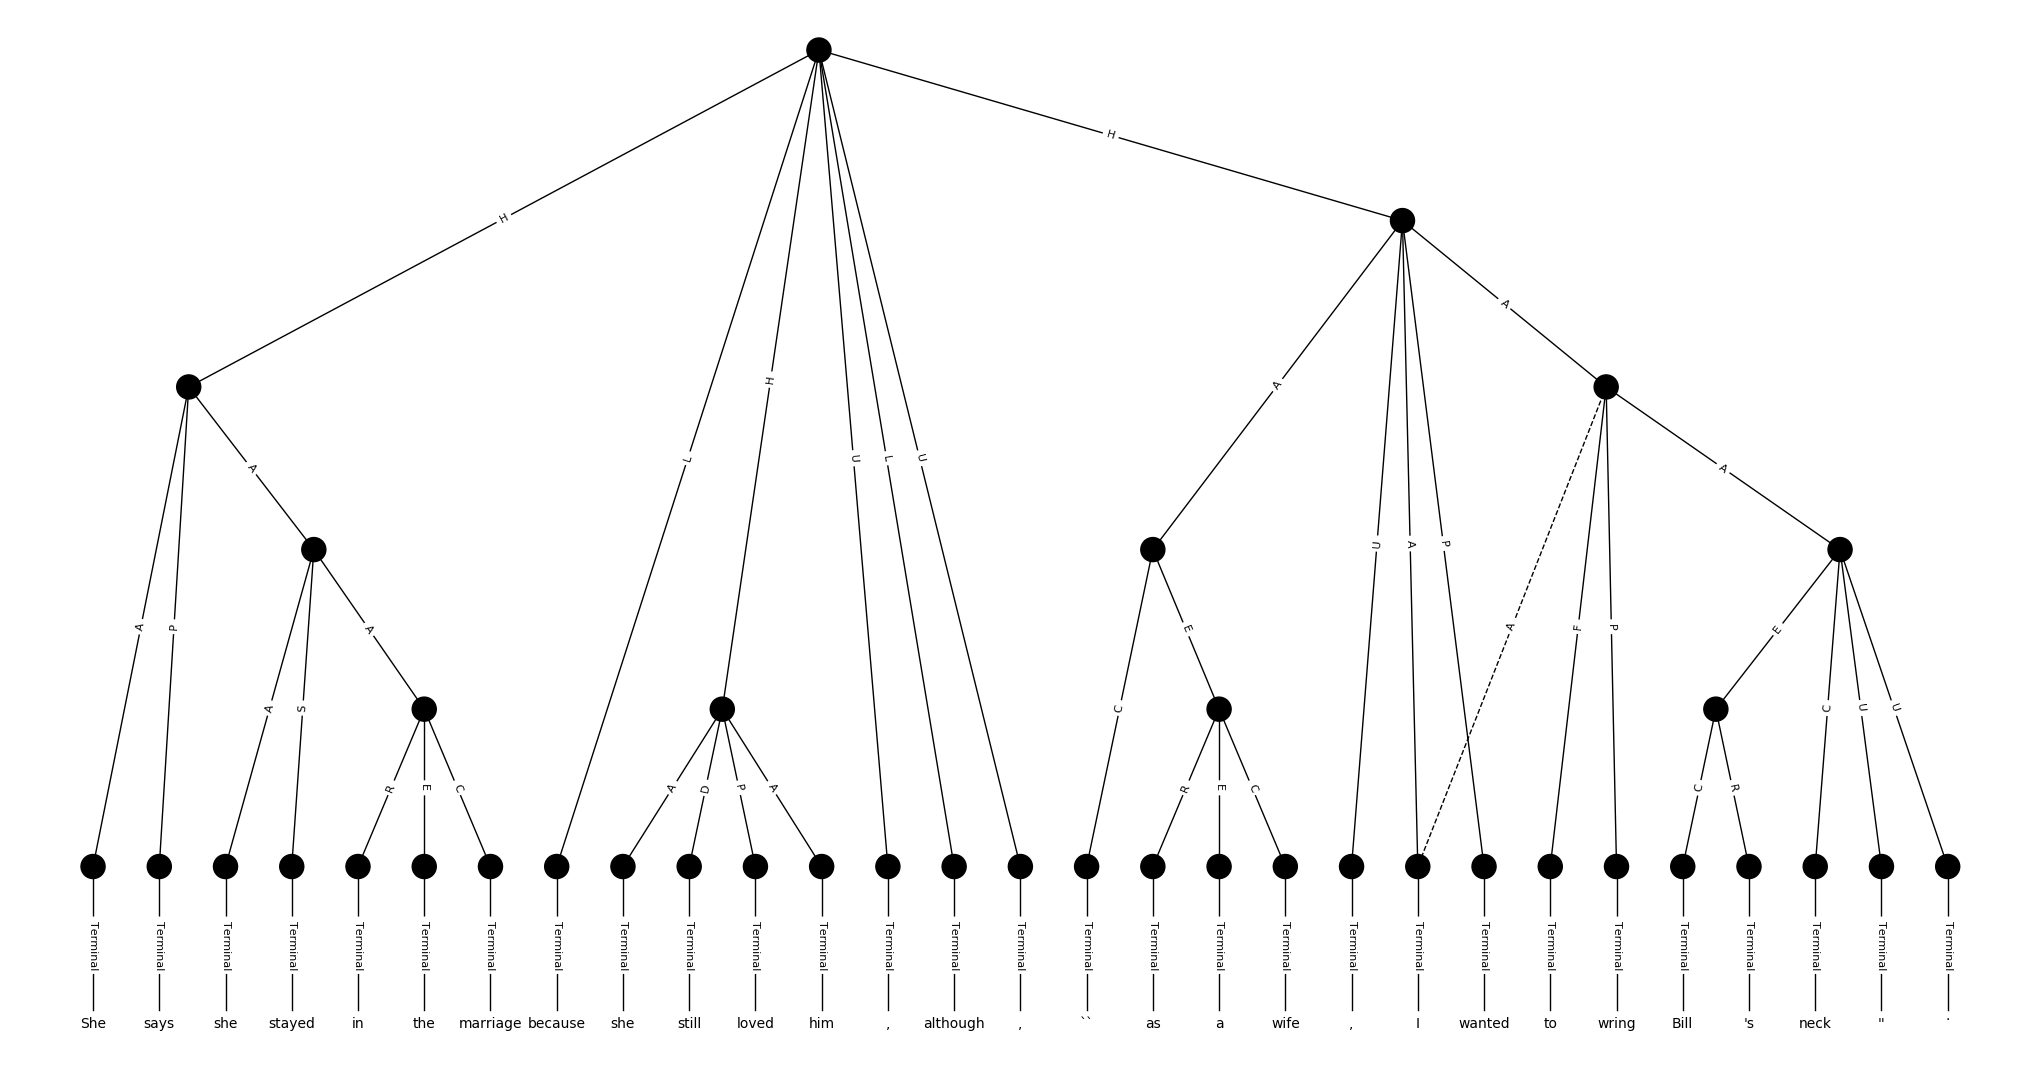 H
H
A
A
H
A
L
U
L
U
A
U
A
P
A
P
A
E
A
F
P
E
A
S
C
C
U
U
R
E
C
A
D
P
A
R
E
C
C
R
Terminal Terminal Terminal Terminal Terminal Terminal Terminal Terminal Terminal Terminal Terminal Terminal Terminal Terminal Terminal Terminal Terminal Terminal Terminal Terminal Terminal Terminal Terminal Terminal Terminal Terminal Terminal Terminal Terminal
She says she stayed in the marriage because she still loved him , although , `` as a wife , I wanted to wring Bill 's neck " .